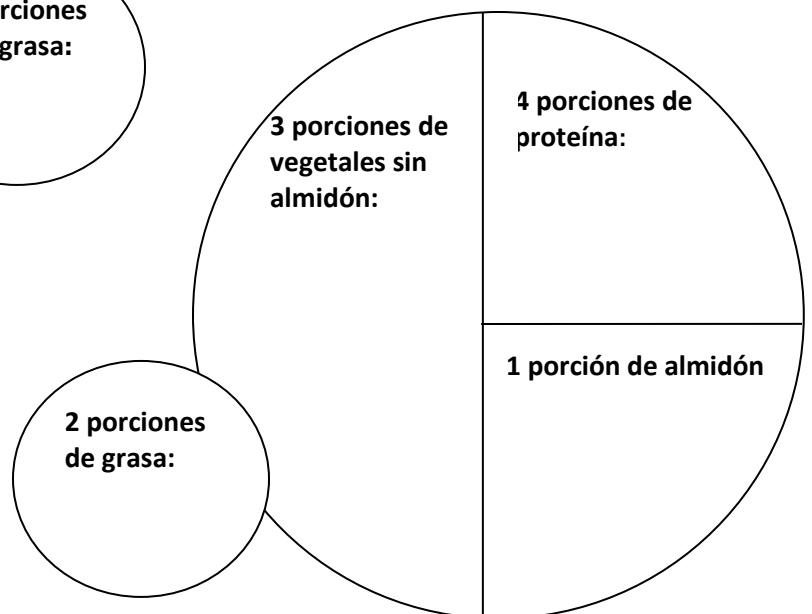 grasa:
3 porciones de
vegetales sin
almidón:
4 porciones de
proteína:
1 porción de almidón
2 porciones
de grasa: